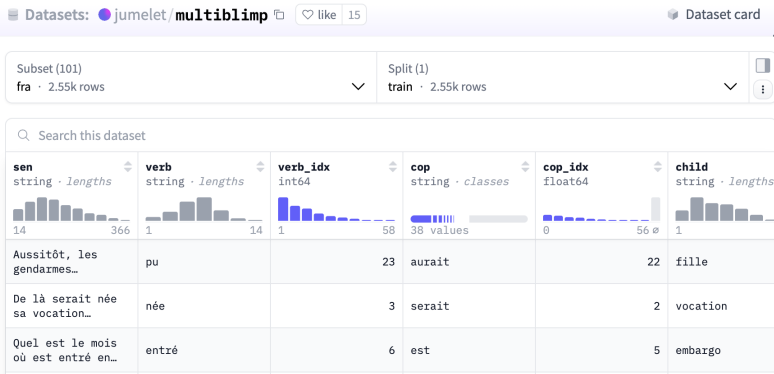 Datasets: jumelet/multiblimp like 15 Dataset card
Subset (101) Split (1)
fra · 2.55k rows train · 2.55k rows
Search this dataset
sen verb verb_idx cop cop_idx child
string · lengths string · lengths int64 string · classes float64 string · lengths
14 366 1 14 1 58 38 values 0 56 ∅ 1
Aussitôt, les gendarmes… pu 23 aurait 22 fille
De là serait née sa vocation… née 3 serait 2 vocation
Quel est le mois où est entré en… entré 6 est 5 embargo